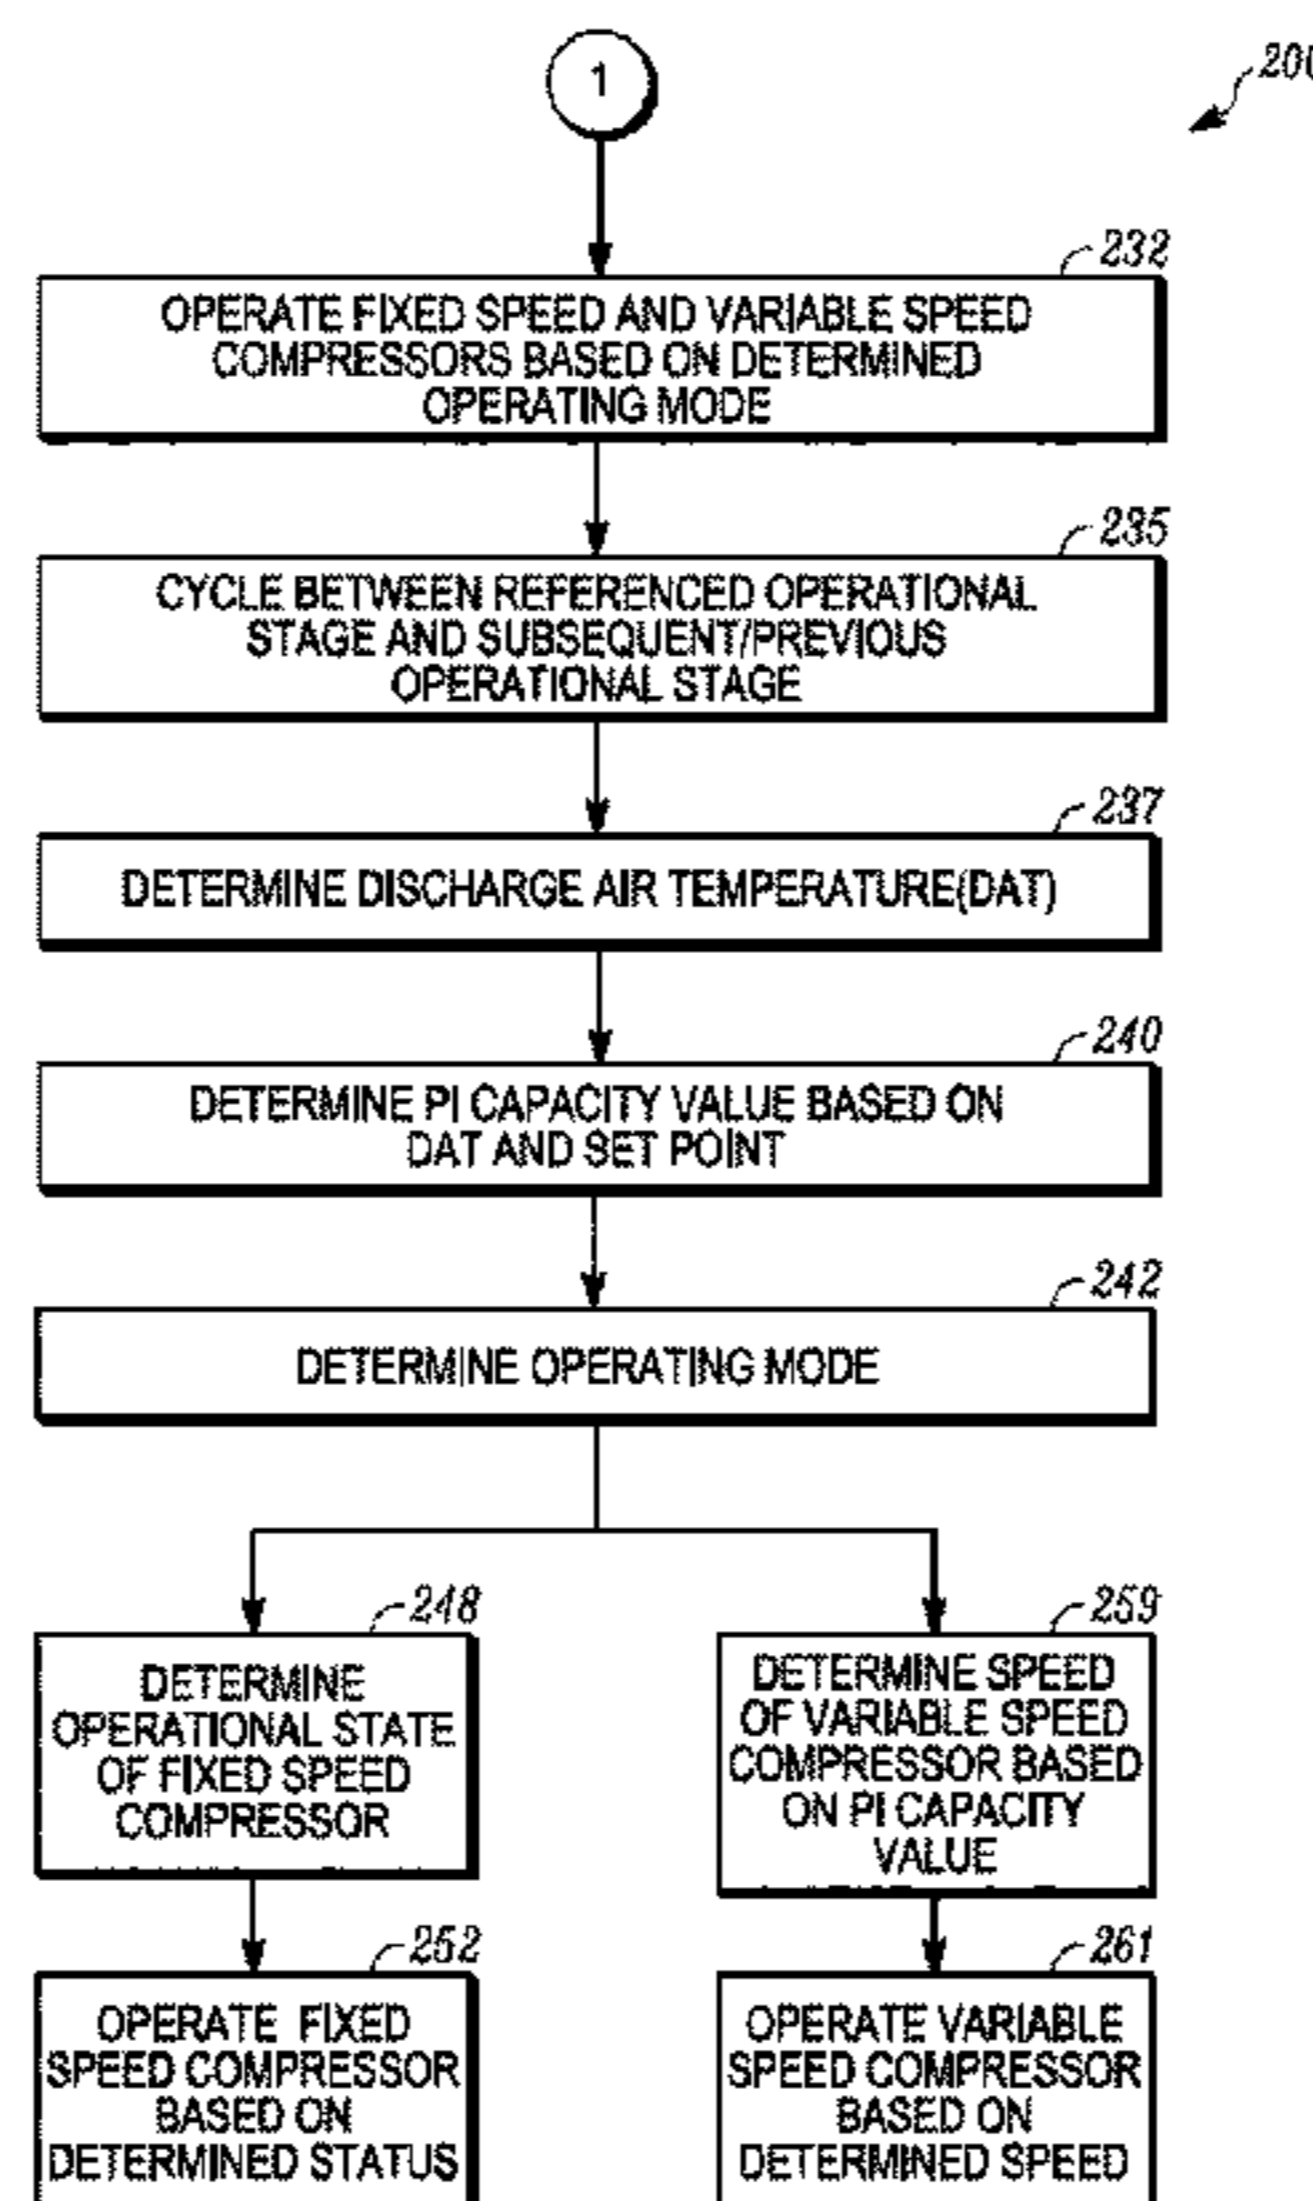 1
200
232
OPERATE FIXED SPEED AND VARIABLE SPEED
COMPRESSORS BASED ON DETERMINED
OPERATING MODE
235
CYCLE BETWEEN REFERENCED OPERATIONAL
STAGE AND SUBSEQUENT/PREVIOUS
OPERATIONAL STAGE
237
DETERMINE DISCHARGE AIR TEMPERATURE(DAT)
240
DETERMINE PI CAPACITY VALUE BASED ON
DAT AND SET POINT
242
DETERMINE OPERATING MODE
248
DETERMINE
OPERATIONAL STATE
OF FIXED SPEED
COMPRESSOR
259
DETERMINE SPEED
OF VARIABLE SPEED
COMPRESSOR BASED
ON PI CAPACITY
VALUE
252
OPERATE FIXED
SPEED COMPRESSOR
BASED ON
DETERMINED STATUS
261
OPERATE VARIABLE
SPEED COMPRESSOR
BASED ON
DETERMINED SPEED